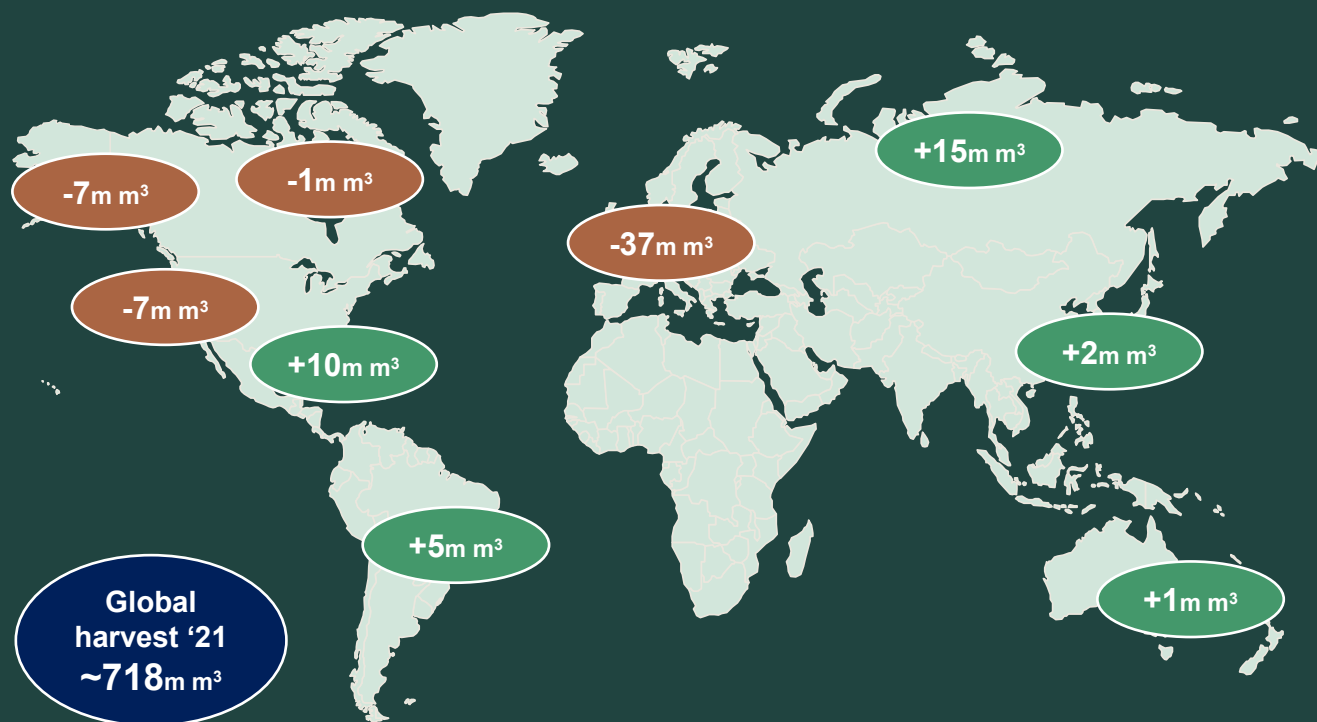 -7m m³
-1m m³
+15m m³
-37m m³
-7m m³
+10m m³
+2m m³
+5m m³
+1m m³
Global
harvest ‘21
~718m m³